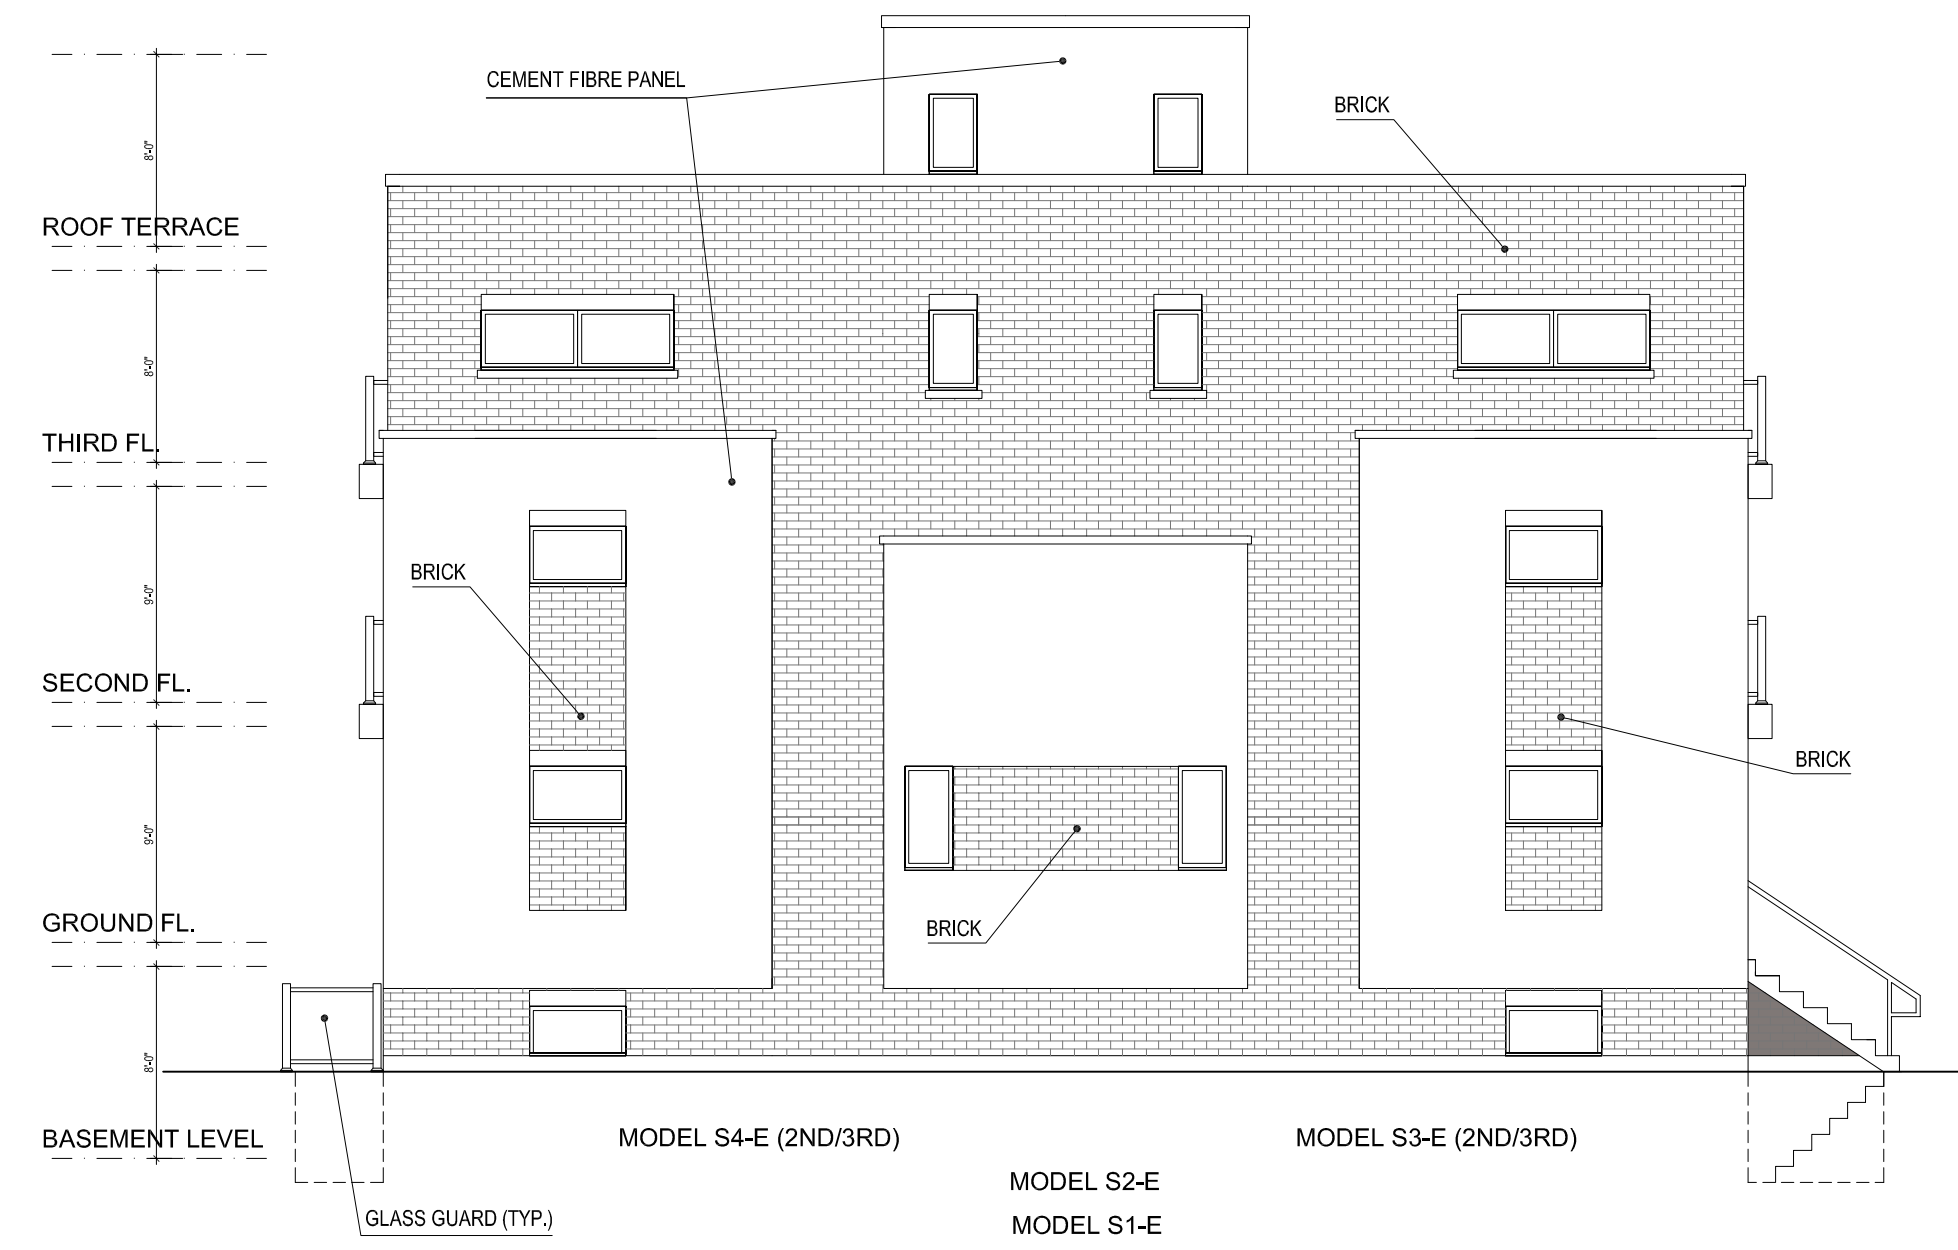 CEMENT FIBRE PANEL
BRICK
8'-0"
ROOF TERRACE
8'-0"
THIRD FL.
BRICK
9'-0"
SECOND FL.
BRICK
9'-0"
GROUND FL.
BRICK
8'-0"
BASEMENT LEVEL
MODEL S4-E (2ND/3RD)
MODEL S3-E (2ND/3RD)
MODEL S2-E
GLASS GUARD (TYP.)
MODEL S1-E